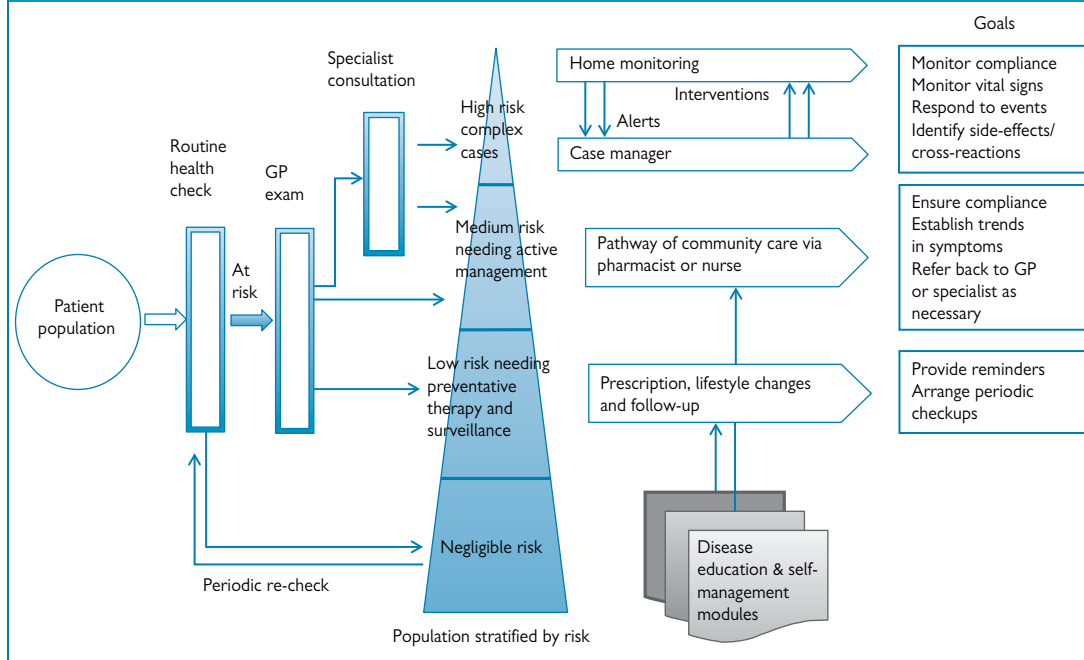 Goals
Specialist
consultation
Home monitoring
Interventions
Alerts
Case manager
Monitor compliance
Monitor vital signs
Respond to events
Identify side-effects/
cross-reactions
High risk
complex
cases
Routine
health
check
GP
exam
Medium risk
needing active
management
Pathway of community care via
pharmacist or nurse
Ensure compliance
Establish trends
in symptoms
Refer back to GP
or specialist as
necessary
At
risk
Patient
population
Low risk needing
preventative
therapy and
surveillance
Prescription, lifestyle changes
and follow-up
Provide reminders
Arrange periodic
checkups
Negligible risk
Periodic re-check
Disease
education & self-
management
modules
Population stratified by risk